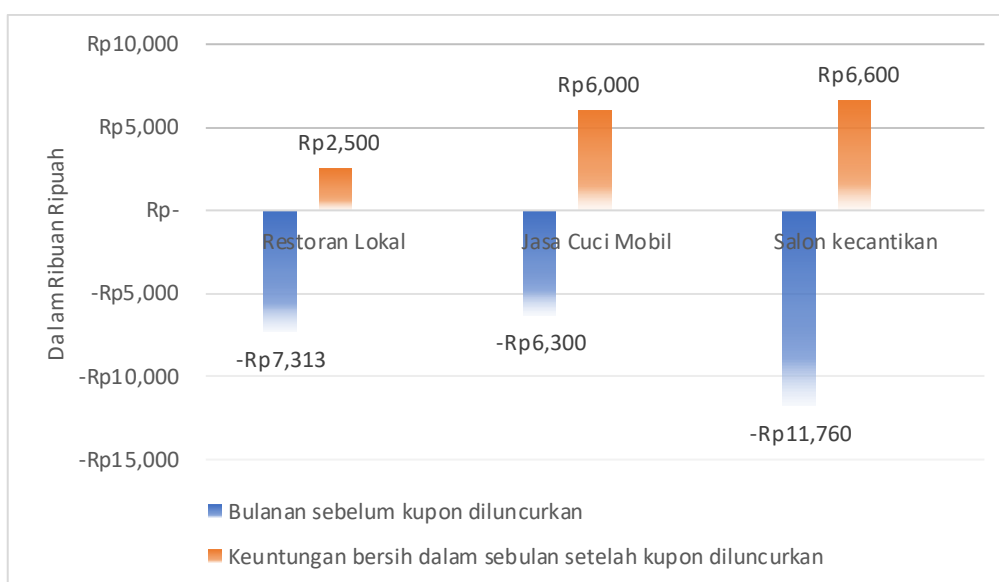 Rp10,000
Rp6,600
Rp6,000
Rp5,000
Rp2,500
Dalam Ribuan Ripuah
Rp-
Restoran Lokal
Jasa Cuci Mobil
Salon kecantikan
-Rp5,000
-Rp6,300
-Rp7,313
-Rp10,000
-Rp11,760
-Rp15,000
Bulanan sebelum kupon diluncurkan
Keuntungan bersih dalam sebulan setelah kupon diluncurkan